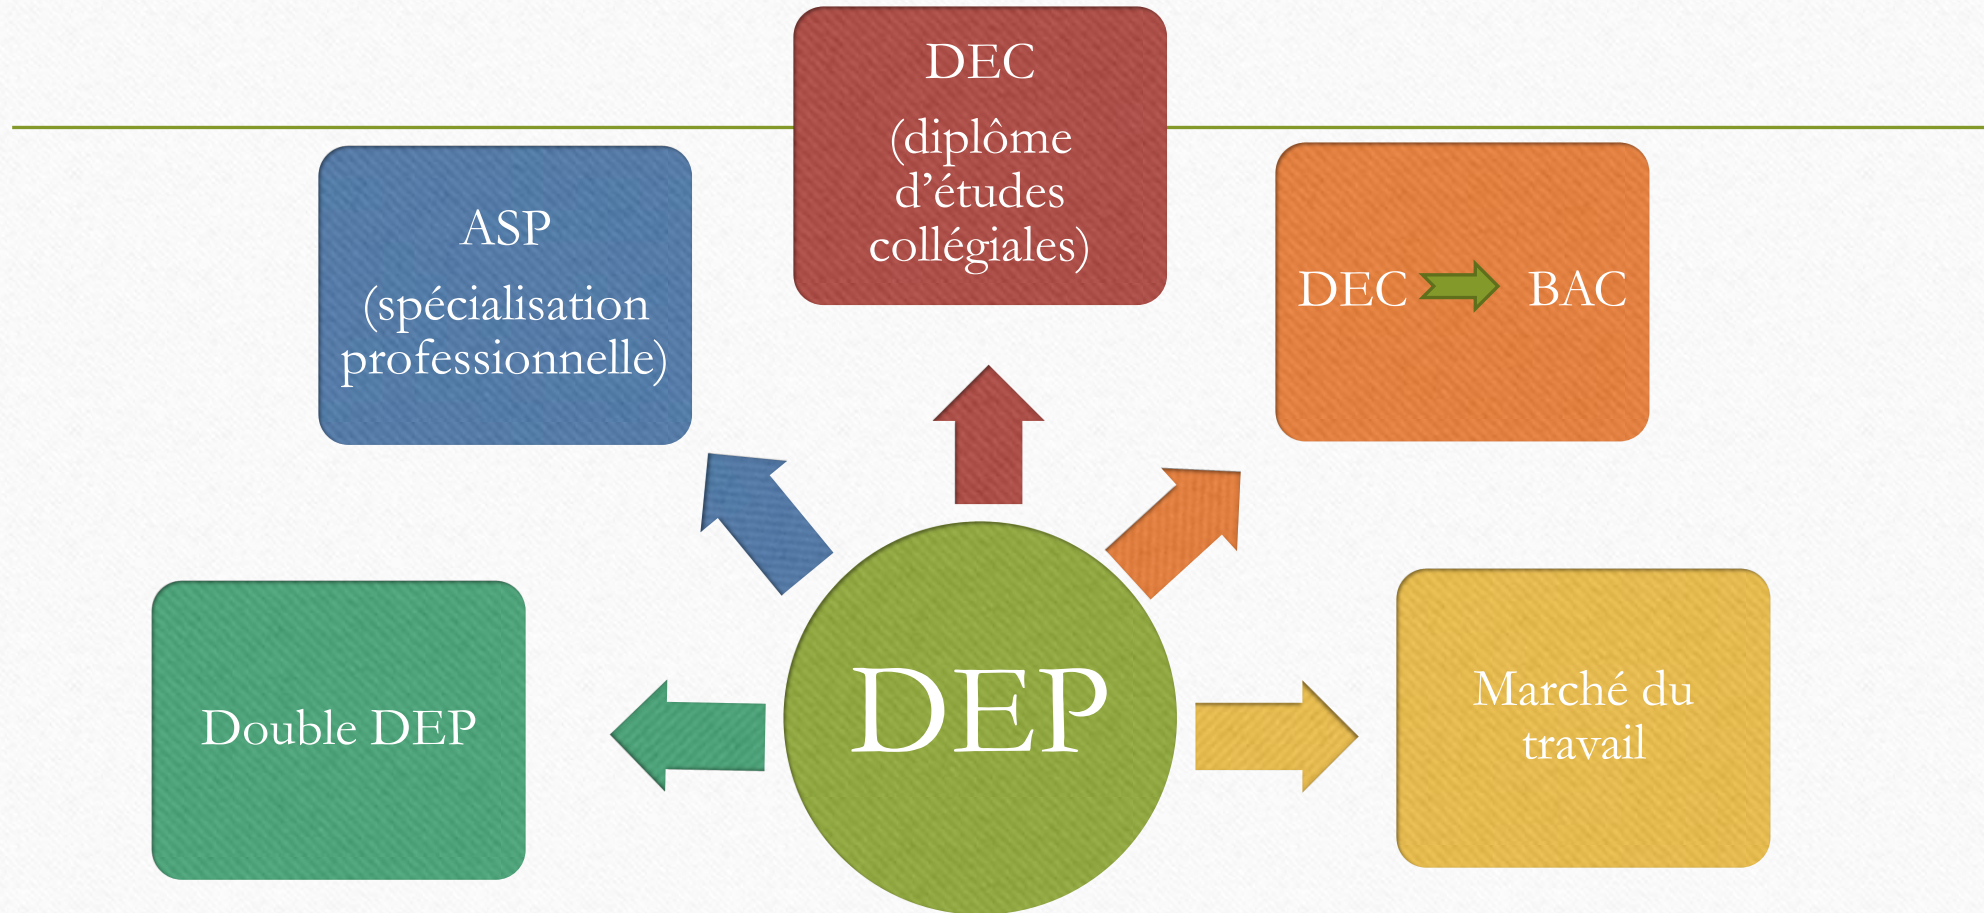 DEC
(diplôme
d’études
collégiales)
ASP
(spécialisation
professionnelle)
DEC BAC
Double DEP
DEP
Marché du
travail